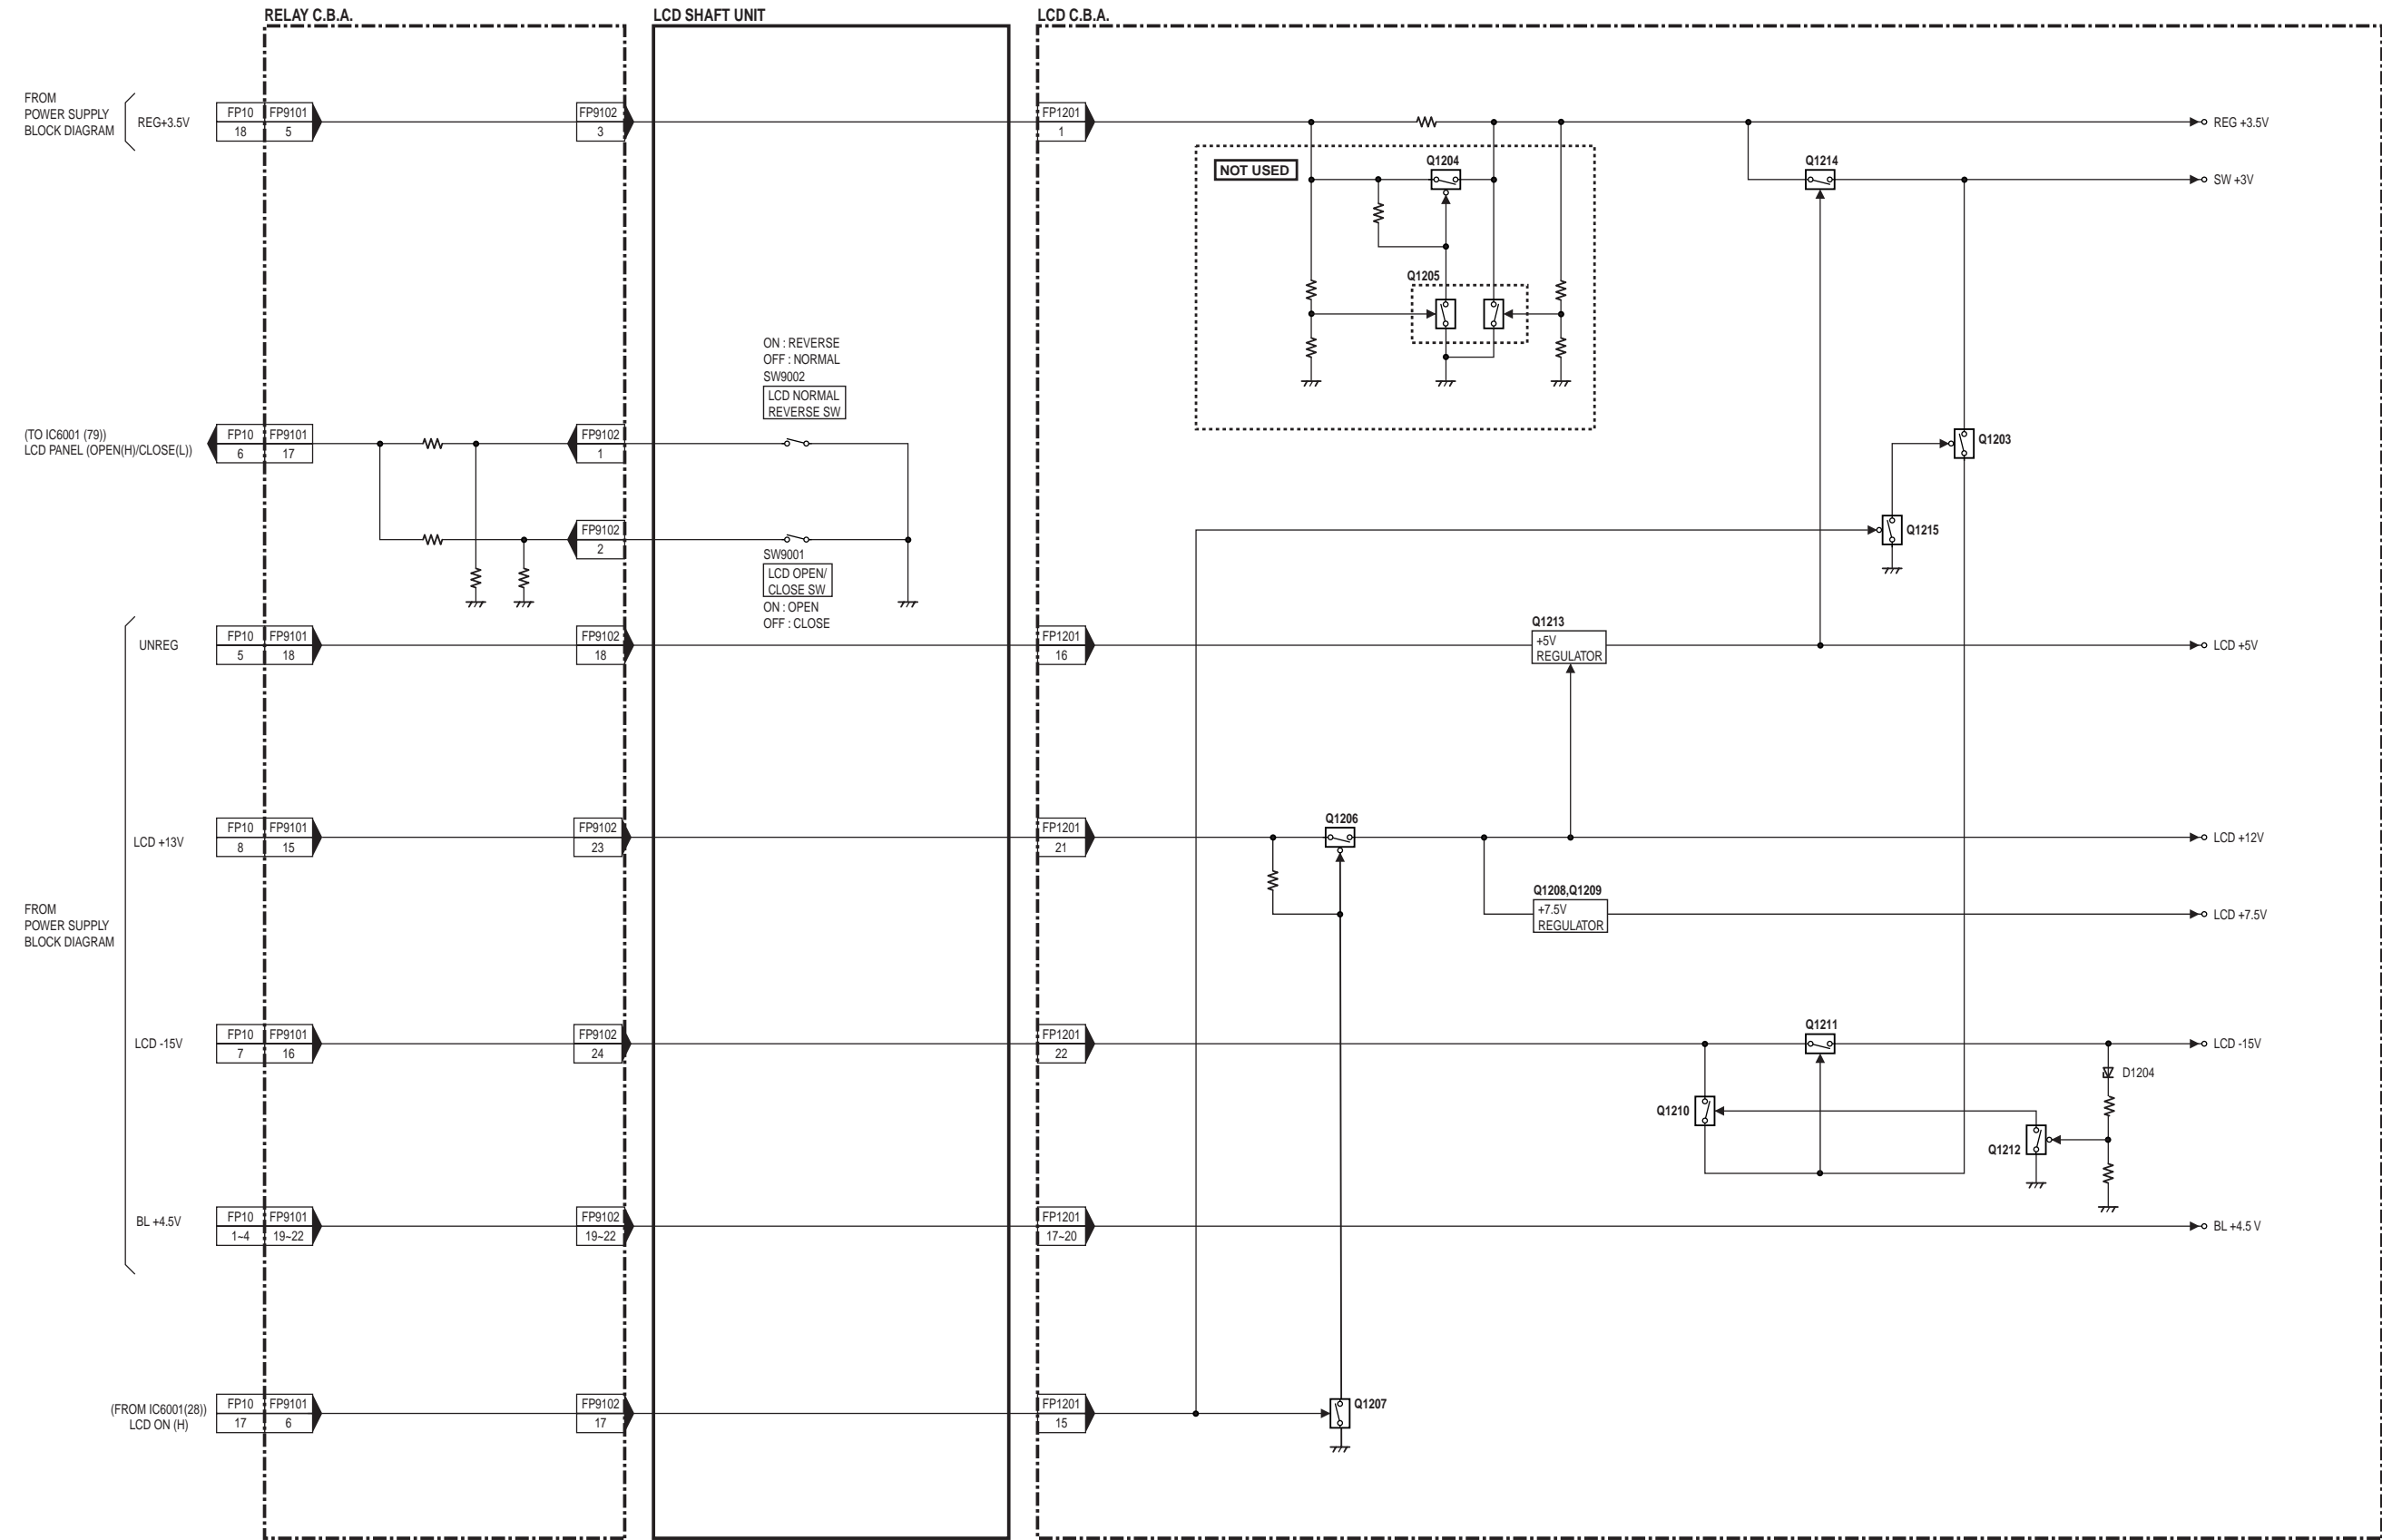 RELAY C.B.A.
LCD SHAFT UNIT
LCD C.B.A.
FROM
POWER SUPPLY
BLOCK DIAGRAM
REG+3.5V
FP10
18
FP9101
5
FP9102
3
FP1201
1
REG +3.5V
NOT USED
Q1204
Q1214
SW +3V
Q1205
ON : REVERSE
OFF : NORMAL
SW9002
LCD NORMAL
REVERSE SW
(TO IC6001 (79))
LCD PANEL (OPEN(H)/CLOSE(L))
FP10
6
FP9101
17
FP9102
1
Q1203
FP9102
2
Q1215
SW9001
LCD OPEN/
CLOSE SW
ON : OPEN
OFF : CLOSE
UNREG
FP10
5
FP9101
18
FP9102
18
FP1201
16
Q1213
+5V
REGULATOR
LCD +5V
LCD +13V
FP10
8
FP9101
15
FP9102
23
FP1201
21
Q1206
LCD +12V
FROM
POWER SUPPLY
BLOCK DIAGRAM
Q1208,Q1209
+7.5V
REGULATOR
LCD +7.5V
LCD -15V
FP10
7
FP9101
16
FP9102
24
FP1201
22
Q1211
LCD -15V
D1204
Q1210
Q1212
BL +4.5V
FP10
1~4
FP9101
19~22
FP9102
19~22
FP1201
17~20
BL +4.5 V
(FROM IC6001(28))
LCD ON (H)
FP10
17
FP9101
6
FP9102
17
FP1201
15
Q1207